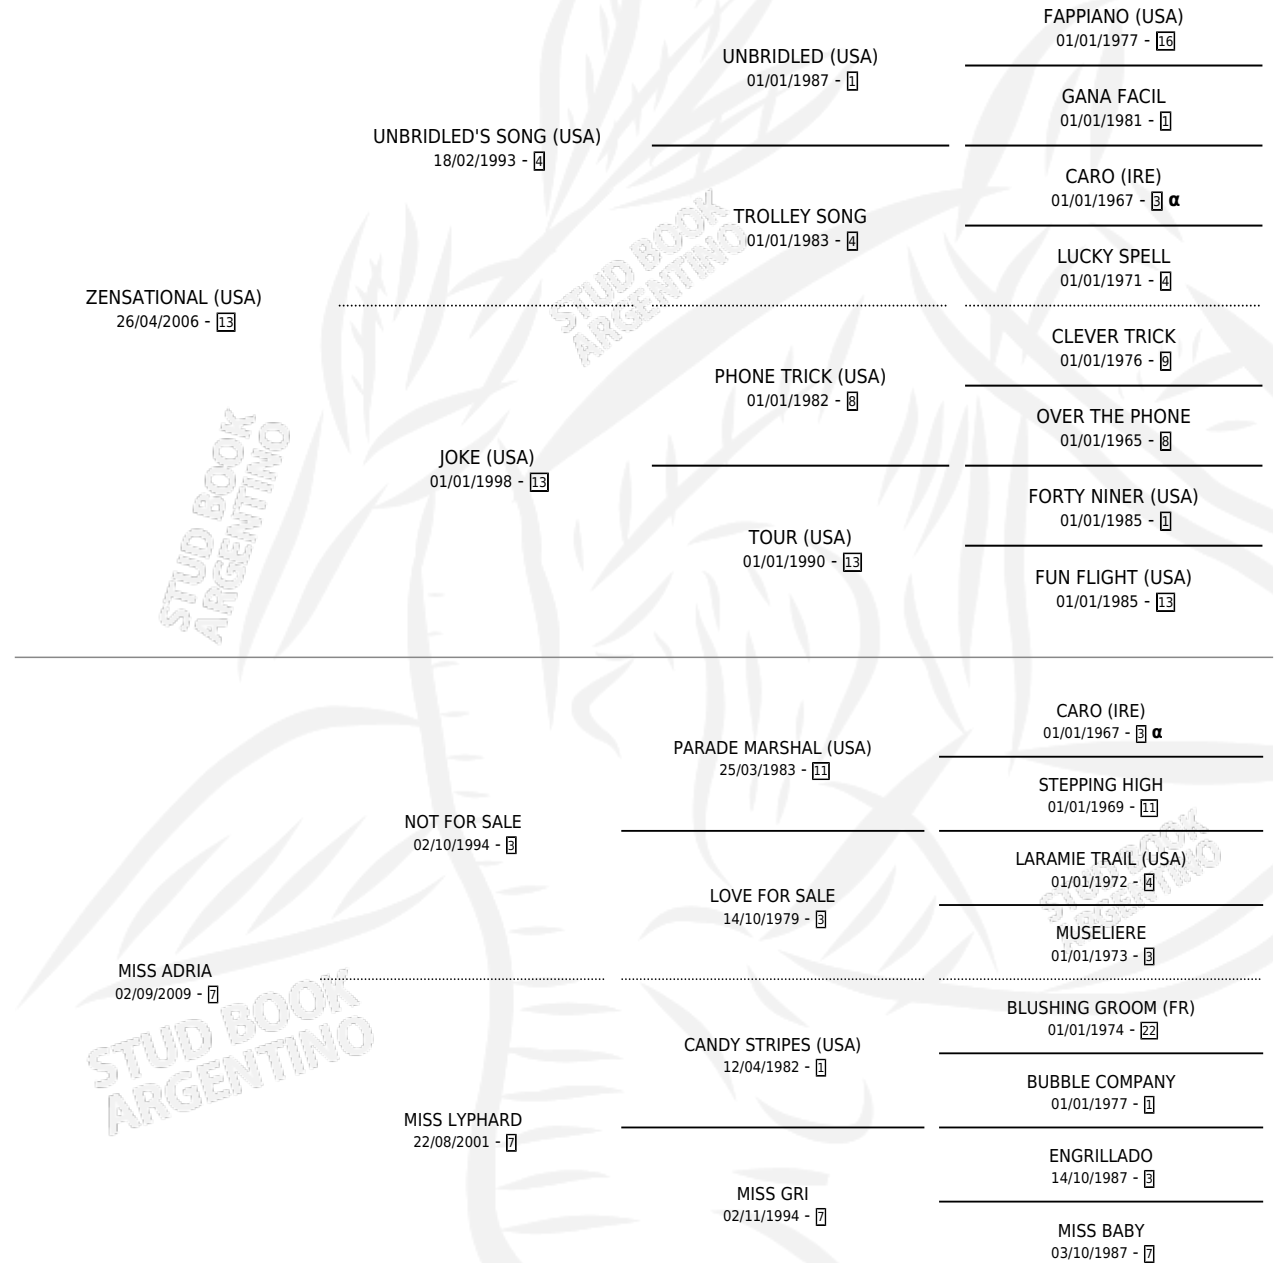 FAPPIANO (USA)
01/01/1977 - 16
UNBRIDLED (USA)
01/01/1987 - 1
GANA FACIL
01/01/1981 - 1
UNBRIDLED'S SONG (USA)
18/02/1993 - 4
CARO (IRE)
01/01/1967 - 3 α
TROLLEY SONG
01/01/1983 - 4
LUCKY SPELL
01/01/1971 - 4
STUD BOOK
ARGENTINO
ZENSATIONAL (USA)
26/04/2006 - 13
CLEVER TRICK
01/01/1976 - 9
PHONE TRICK (USA)
01/01/1982 - 8
OVER THE PHONE
01/01/1965 - 8
JOKE (USA)
01/01/1998 - 13
FORTY NINER (USA)
01/01/1985 - 1
TOUR (USA)
01/01/1990 - 13
FUN FLIGHT (USA)
01/01/1985 - 13
STUD BOOK
ARGENTINO
CARO (IRE)
01/01/1967 - 3 α
PARADE MARSHAL (USA)
25/03/1983 - 11
STEPPING HIGH
01/01/1969 - 11
NOT FOR SALE
02/10/1994 - 3
LARAMIE TRAIL (USA)
01/01/1972 - 4
LOVE FOR SALE
14/10/1979 - 3
MUSELIERE
01/01/1973 - 3
STUD BOOK
ARGENTINO
MISS ADRIA
02/09/2009 - 7
BLUSHING GROOM (FR)
01/01/1974 - 22
CANDY STRIPES (USA)
12/04/1982 - 1
BUBBLE COMPANY
01/01/1977 - 1
STUD BOOK
ARGENTINO
MISS LYPHARD
22/08/2001 - 7
ENGRILLADO
14/10/1987 - 3
MISS GRI
02/11/1994 - 7
MISS BABY
03/10/1987 - 7